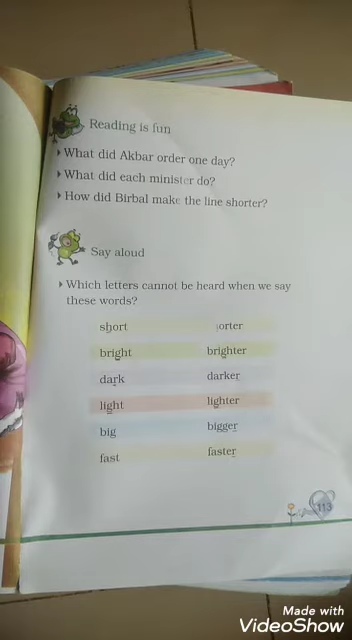 Reading is fun
What did Akbar order one day?
What did each minister do?
How did Birbal make the line shorter?
Say aloud
Which letters cannot be heard when we say
these words?
short orter
bright brighter
dark darker
light lighter
big bigger
fast faster
113
Made with
VideoShow